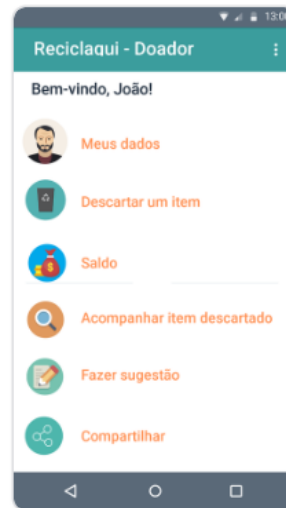 13:00
Reciclaqui - Doador
Bem-vindo, João!
Meus dados
Descartar um item
Saldo
Acompanhar item descartado
Fazer sugestão
Compartilhar